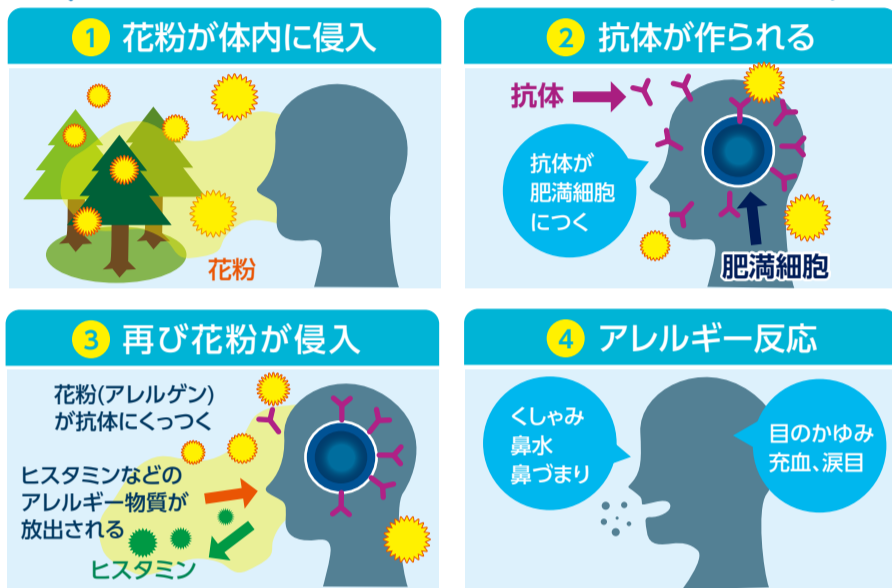 1 花粉が体内に侵入
花粉
2 抗体が作られる
抗体
抗体が
肥満細胞
につく
肥満細胞
3 再び花粉が侵入
花粉(アレルゲン)
が抗体にくっつく
ヒスタミンなどの
アレルギー物質が
放出される
ヒスタミン
4 アレルギー反応
くしゃみ
鼻水
鼻づまり
目のかゆみ
充血、涙目